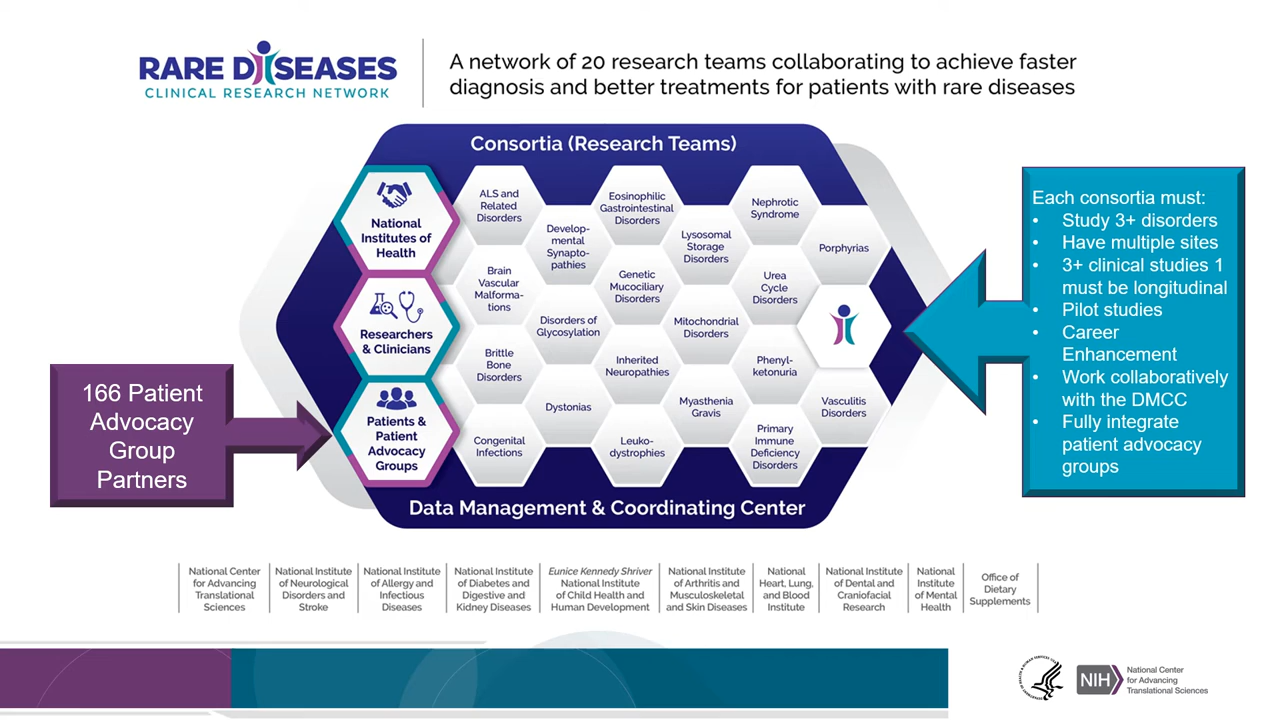 RARE DISEASES
CLINICAL RESEARCH NETWORK
A network of 20 research teams collaborating to achieve faster
diagnosis and better treatments for patients with rare diseases
Consortia (Research Teams)
National
Institutes of
Health
Researchers
& Clinicians
Patients &
Patient
Advocacy
Groups
ALS and
Related
Disorders
Brain
Vascular
Malforma-
tions
Brittle
Bone
Disorders
Congenital
Infections
Develop-
mental
Synapto-
pathies
Disorders of
Glycosylation
Dystonias
Eosinophilic
Gastrointestinal
Disorders
Genetic
Mucociliary
Disorders
Inherited
Neuropathies
Leuko-
dystrophies
Lysosomal
Storage
Disorders
Mitochondrial
Disorders
Myasthenia
Gravis
Nephrotic
Syndrome
Urea
Cycle
Disorders
Phenyl-
ketonuria
Primary
Immune
Deficiency
Disorders
Porphyrias
Vasculitis
Disorders
Data Management & Coordinating Center
166 Patient
Advocacy
Group
Partners
Each consortia must:
• Study 3+ disorders
• Have multiple sites
• 3+ clinical studies 1
must be longitudinal
• Pilot studies
• Career
Enhancement
• Work collaboratively
with the DMCC
• Fully integrate
patient advocacy
groups
National Center
for Advancing
Translational
Sciences
National Institute
of Neurological
Disorders and
Stroke
National Institute
of Allergy and
Infectious
Diseases
National Institute
of Diabetes and
Digestive and
Kidney Diseases
Eunice Kennedy Shriver
National Institute
of Child Health and
Human Development
National Institute
of Arthritis and
Musculoskeletal
and Skin Diseases
National
Heart, Lung,
and Blood
Institute
National Institute
of Dental and
Craniofacial
Research
National
Institute
of Mental
Health
Office of
Dietary
Supplements
NIH
National Center
for Advancing
Translational Sciences